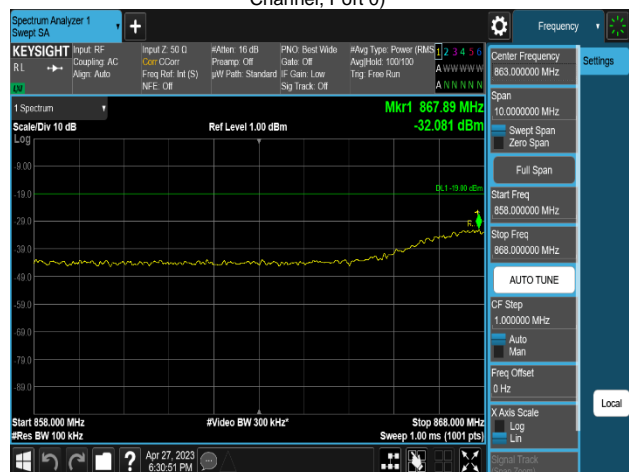 Channel, Port 0)
Spectrum Analyzer 1
Swept SA
Frequency
KEYSIGHT
RL
LW
Input: RF
Coupling: AC
Align: Auto
Input Z: 50 Ω
Corr CCorr
Freq Ref: Int (S)
NFE: Off
#Atten: 16 dB
Preamp: Off
µW Path: Standard
PNO: Best Wide
Gate: Off
IF Gain: Low
Sig Track: Off
#Avg Type: Power (RMS
Avg|Hold: 100/100
Trig: Free Run
1 2 3 4 5 6
A W W W W W
A N N N N N
1 Spectrum
Scale/Div 10 dB
Log
Ref Level 1.00 dBm
Mkr1 867.89 MHz
-32.081 dBm
-9.00
-19.0
-29.0
-39.0
-49.0
-59.0
-69.0
-79.0
-89.0
DL1 -19.00 dBm
R
Start 858.000 MHz
#Res BW 100 kHz
#Video BW 300 kHz*
Stop 868.000 MHz
Sweep 1.00 ms (1001 pts)
Center Frequency
863.000000 MHz
Settings
Span
10.0000000 MHz
Swept Span
Zero Span
Full Span
Start Freq
858.000000 MHz
Stop Freq
868.000000 MHz
AUTO TUNE
CF Step
1.000000 MHz
Auto
Man
Freq Offset
0 Hz
X Axis Scale
Log
Lin
Local
Signal Track
(Span Zoom)
?
Apr 27, 2023
6:30:51 PM